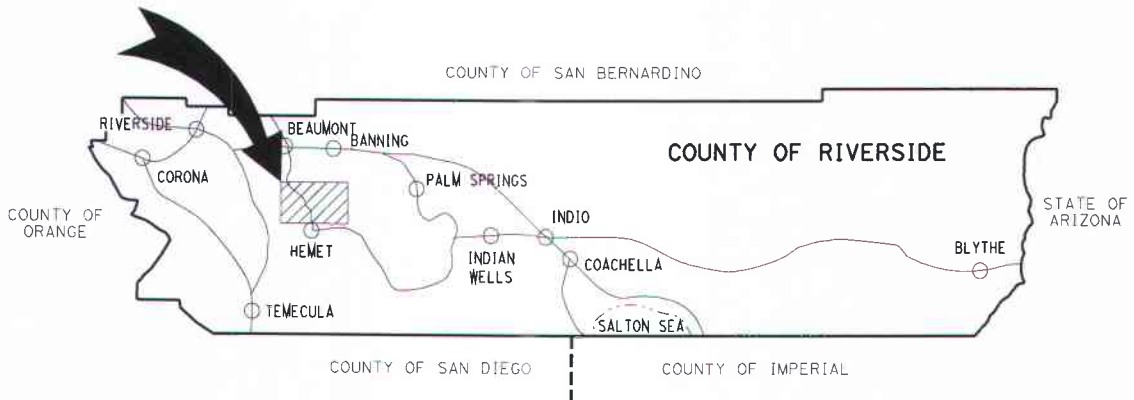 COUNTY OF SAN BERNARDINO
RIVERSIDE
BEAUMONT
BANNING
COUNTY OF RIVERSIDE
CORONA
PALM SPRINGS
COUNTY OF
ORANGE
STATE OF
ARIZONA
INDIO
HEMET
INDIAN
WELLS
COACHELLA
BLYTHE
TEMECULA
SALTON SEA
COUNTY OF SAN DIEGO
COUNTY OF IMPERIAL